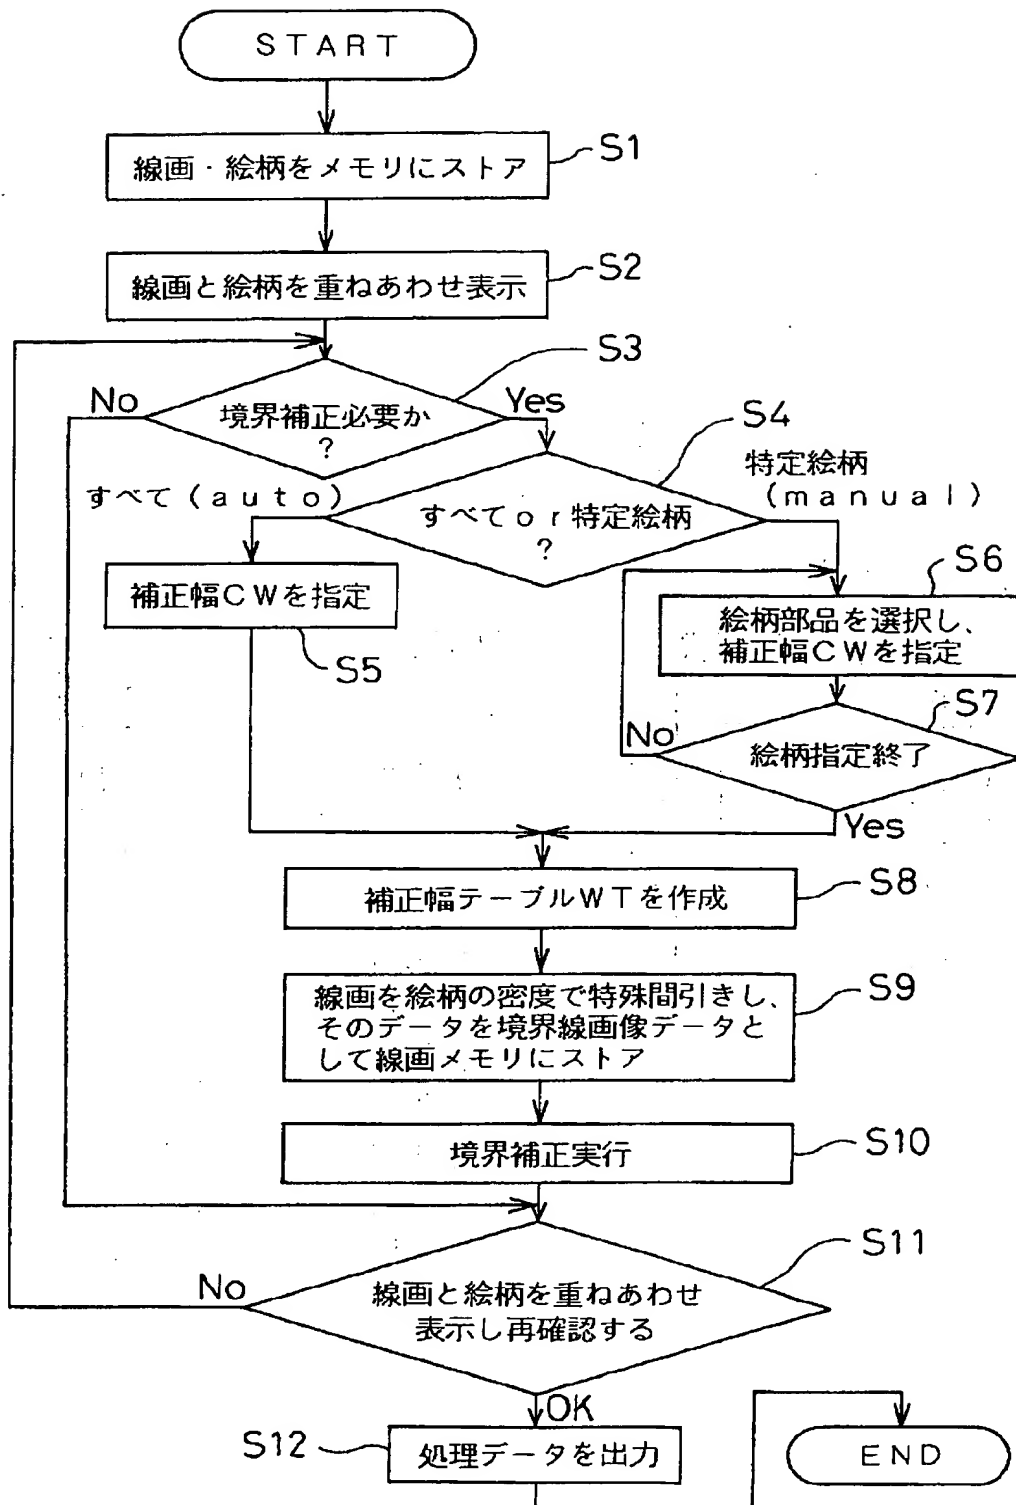 ＳＴＡＲＴ
線画・絵柄をメモリにストア
S1
線画と絵柄を重ねあわせ表示
S2
境界補正必要か
？
S3
No
Yes
すべてｏｒ特定絵柄
？
S4
すべて（ａｕｔｏ）
特定絵柄
（ｍａｎｕａｌ）
補正幅ＣＷを指定
S5
絵柄部品を選択し、
補正幅ＣＷを指定
S6
絵柄指定終了
S7
No
Yes
補正幅テーブルＷＴを作成
S8
線画を絵柄の密度で特殊間引きし、
そのデータを境界線画像データと
して線画メモリにストア
S9
境界補正実行
S10
線画と絵柄を重ねあわせ
表示し再確認する
S11
No
OK
S12
処理データを出力
ＥＮＤ